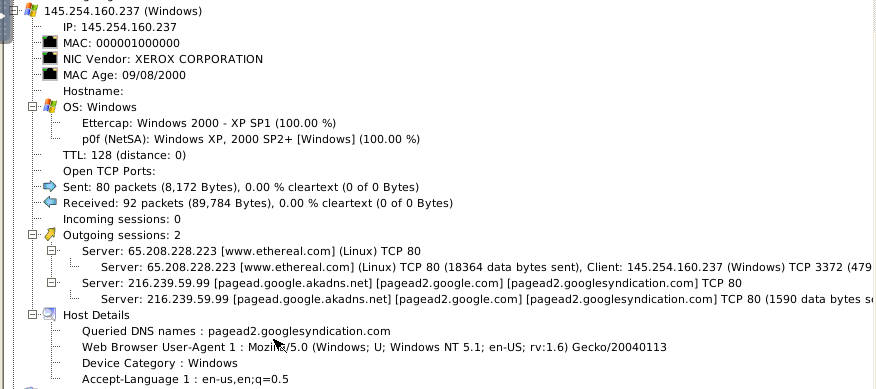 145.254.160.237 (Windows)
IP: 145.254.160.237
MAC: 000001000000
NIC Vendor: XEROX CORPORATION
MAC Age: 09/08/2000
Hostname:
OS: Windows
Ettercap: Windows 2000 - XP SP1 (100.00 %)
p0f (NetSA): Windows XP, 2000 SP2+ [Windows] (100.00 %)
TTL: 128 (distance: 0)
Open TCP Ports:
Sent: 80 packets (8,172 Bytes), 0.00 % cleartext (0 of 0 Bytes)
Received: 92 packets (89,784 Bytes), 0.00 % cleartext (0 of 0 Bytes)
Incoming sessions: 0
Outgoing sessions: 2
Server: 65.208.228.223 [www.ethereal.com] (Linux) TCP 80
Server: 65.208.228.223 [www.ethereal.com] (Linux) TCP 80 (18364 data bytes sent), Client: 145.254.160.237 (Windows) TCP 3372 (479
Server: 216.239.59.99 [pagead.google.akadns.net] [pagead2.google.com] [pagead2.googlesyndication.com] TCP 80
Server: 216.239.59.99 [pagead.google.akadns.net] [pagead2.google.com] [pagead2.googlesyndication.com] TCP 80 (1590 data bytes se
Host Details
Queried DNS names : pagead2.googlesyndication.com
Web Browser User-Agent 1 : Mozilla/5.0 (Windows; U; Windows NT 5.1; en-US; rv:1.6) Gecko/20040113
Device Category : Windows
Accept-Language 1 : en-us,en;q=0.5